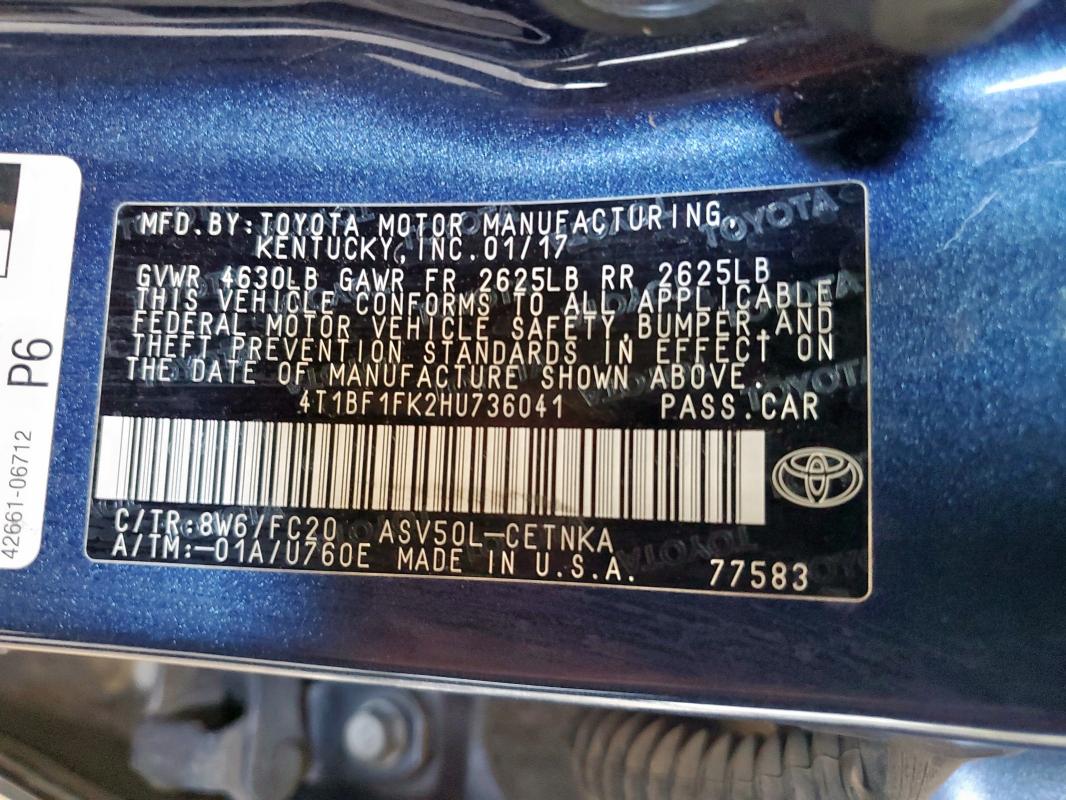 MFD.BY:TOYOTA MOTOR MANUFACTURING,
KENTUCKY,INC.01/17
GVWR 4630LB GAWR FR 2625LB RR 2625LB
THIS VEHICLE CONFORMS TO ALL APPLICABLE
FEDERAL MOTOR VEHICLE SAFETY,BUMPER,AND
THEFT PREVENTION STANDARDS IN EFFECT ON
THE DATE OF MANUFACTURE SHOWN ABOVE.
4T1BF1FK2HU736041 PASS.CAR
C/TR:8W6/FC20 ASV50L-CETNKA
A/TM:-01A/U760E MADE IN U.S.A. 77583
P6
42661-06712
TOYOTA
TOYOTA
TOYOTA